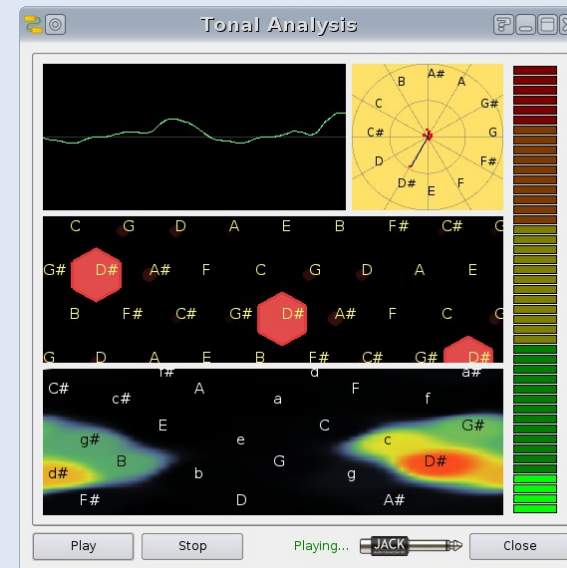 Tonal Analysis
A#
B A
C G#
C# G
D F#
D# E F
C G D A E B F# C# G
G# D# A# F C G D A E
B F# C# G# D# A# F C G
G D A E B F# C# G# D#
f# d a#
C# A F
c# a f
E C G#
g# e c
B G D#
d# b g
F# D A#
Play Stop Playing... JACK Close